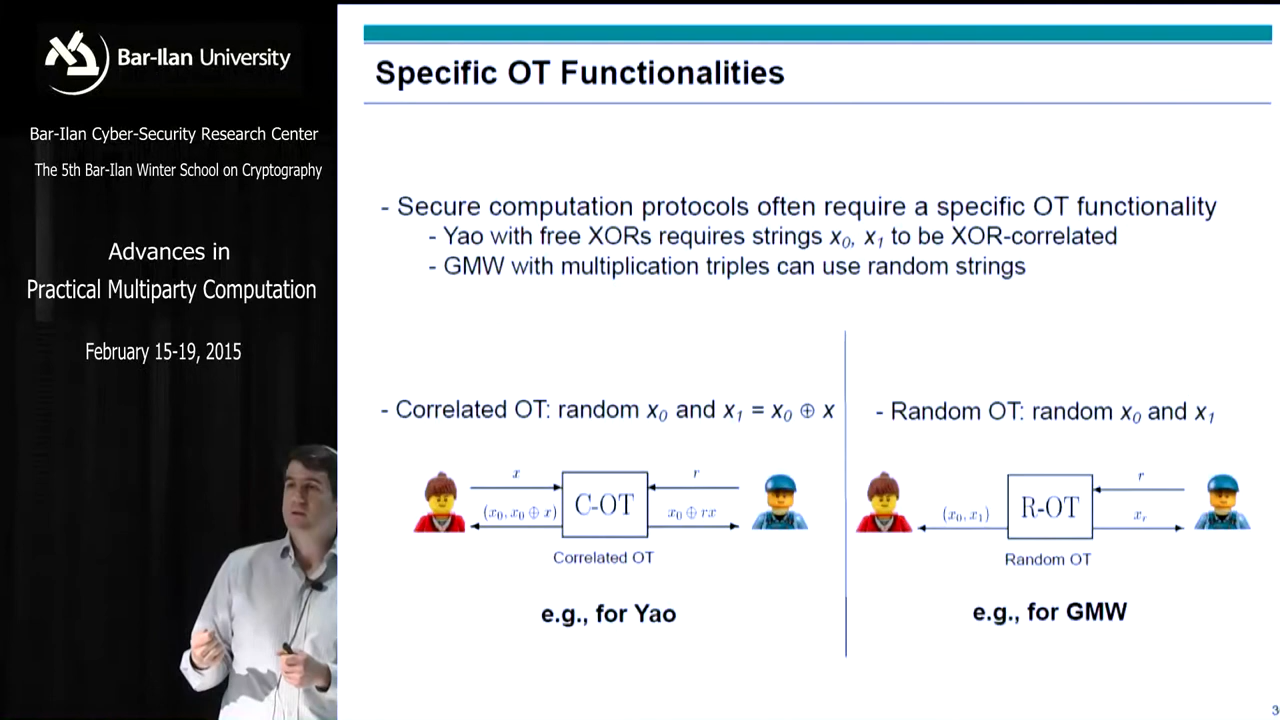 Bar-Ilan University
Bar-Ilan Cyber-Security Research Center
The 5th Bar-Ilan Winter School on Cryptography
Advances in
Practical Multiparty Computation
February 15-19, 2015
Specific OT Functionalities
- Secure computation protocols often require a specific OT functionality
- Yao with free XORs requires strings x₀, x₁ to be XOR-correlated
- GMW with multiplication triples can use random strings
- Correlated OT: random x₀ and x₁ = x₀ ⊕ x
x
r
(x₀, x₀ ⊕ x)
C-OT
x₀ ⊕ rx
Correlated OT
e.g., for Yao
- Random OT: random x₀ and x₁
r
(x₀, x₁)
R-OT
xᵣ
Random OT
e.g., for GMW
3